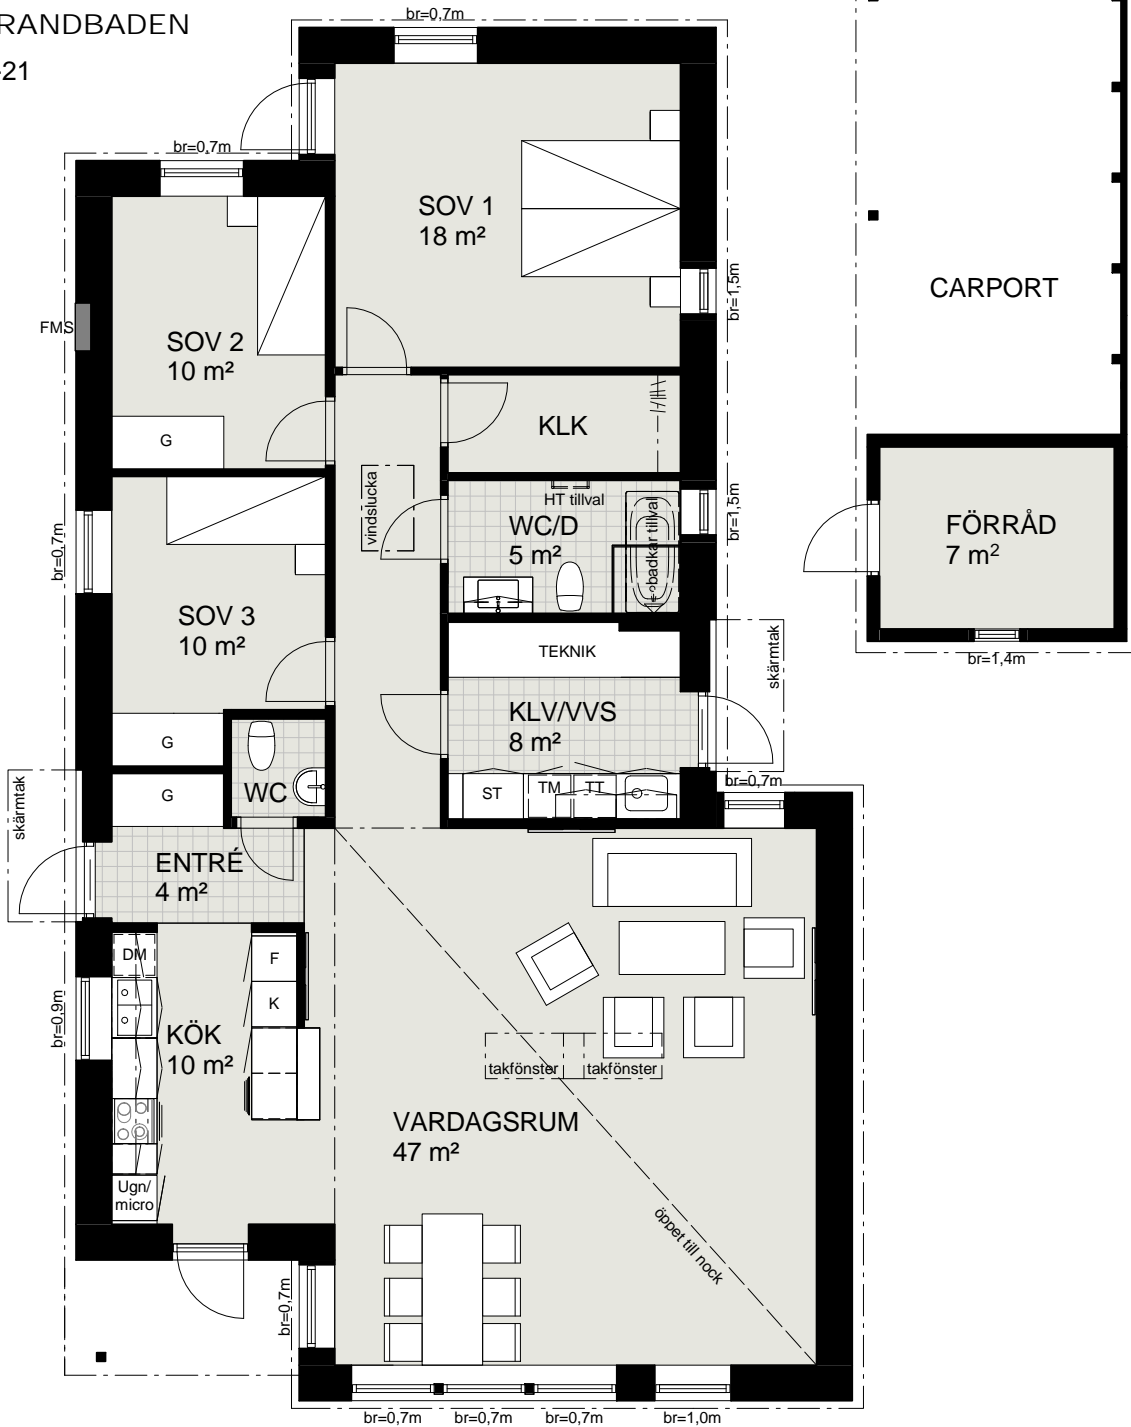 RANDBADEN
-21
br=0,7m
br=0,7m
SOV 1
18 m²
br=1,5m
CARPORT
FMS
SOV 2
10 m²
G
KLK
vindslucka
HT tillval
WC/D
5 m²
badkar tillval
br=1,5m
FÖRRÅD
7 m²
br=1,4m
br=0,7m
SOV 3
10 m²
TEKNIK
skärmtak
KLV/VVS
8 m²
G
WC
ST
TM
TT
br=0,7m
G
skärmtak
ENTRÉ
4 m²
DM
F
K
br=0,9m
KÖK
10 m²
takfönster
takfönster
VARDAGSRUM
47 m²
Ugn/
micro
öppet till nock
br=0,7m
br=0,7m
br=0,7m
br=0,7m
br=1,0m